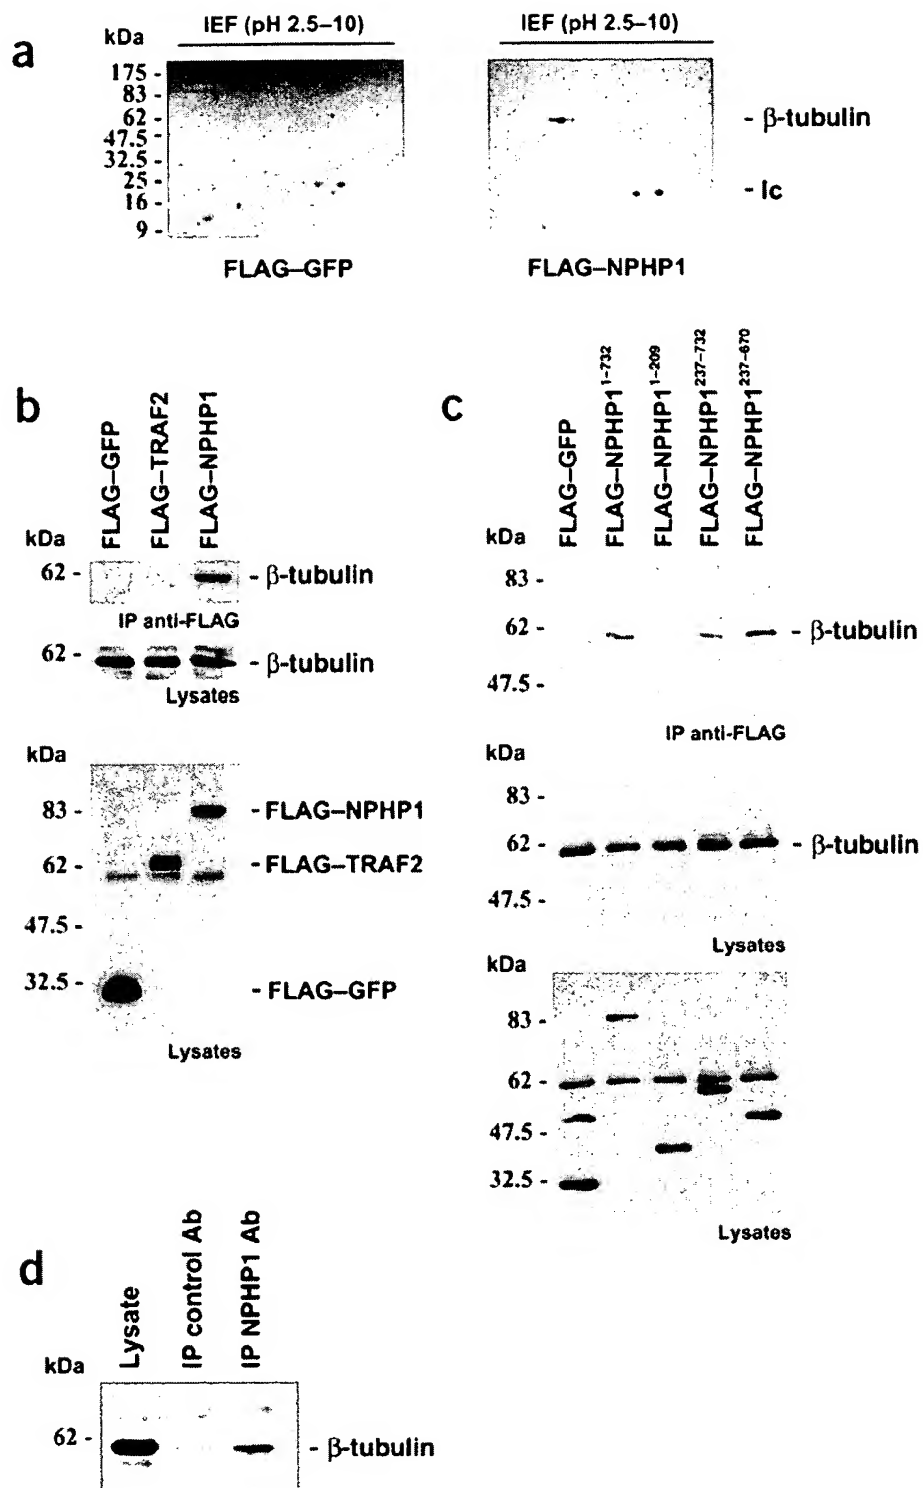 a
kDa
IEF (pH 2.5–10)
IEF (pH 2.5–10)
175 -
83 -
62 -
47.5 -
32.5 -
25 -
16 -
9 -
- β-tubulin
- lc
FLAG–GFP
FLAG–NPHP1
b
FLAG–GFP
FLAG–TRAF2
FLAG–NPHP1
kDa
62 -
- β-tubulin
IP anti-FLAG
62 -
- β-tubulin
Lysates
kDa
83 -
- FLAG–NPHP1
62 -
- FLAG–TRAF2
47.5 -
32.5 -
- FLAG–GFP
Lysates
c
FLAG–GFP
FLAG–NPHP1¹⁻⁷³²
FLAG–NPHP1¹⁻²⁰⁹
FLAG–NPHP1²³⁷⁻⁷³²
FLAG–NPHP1²³⁷⁻⁶⁷⁰
kDa
83 -
62 -
- β-tubulin
47.5 -
IP anti-FLAG
kDa
83 -
62 -
- β-tubulin
47.5 -
Lysates
kDa
83 -
62 -
47.5 -
32.5 -
Lysates
d
Lysate
IP control Ab
IP NPHP1 Ab
kDa
62 -
- β-tubulin